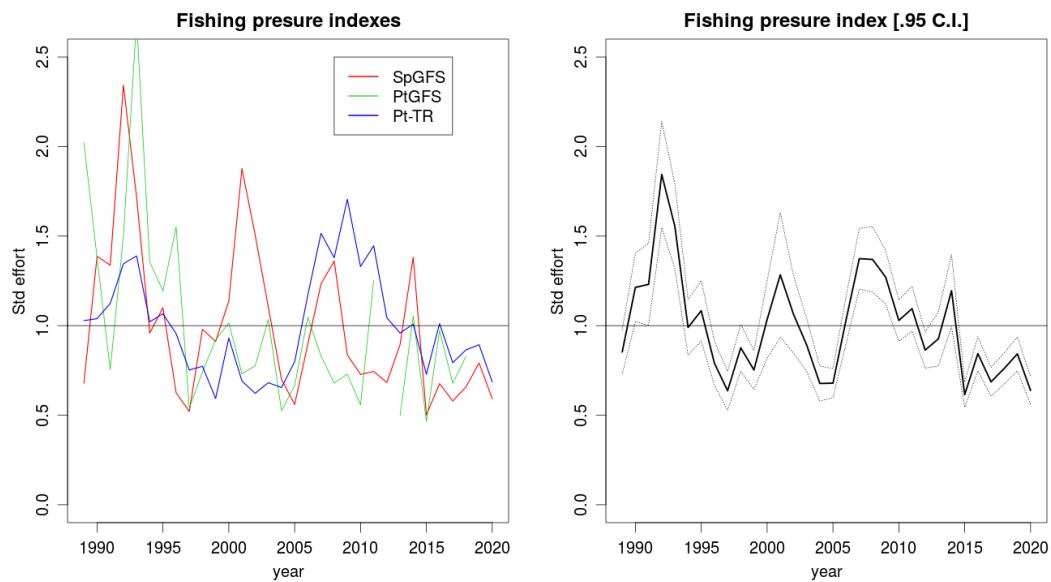 Fishing presure indexes
2.5
2.0
1.5
1.0
0.5
0.0
Std effort
SpGFS
PtGFS
Pt-TR
1990 1995 2000 2005 2010 2015 2020
year
Fishing presure index [.95 C.I.]
2.5
2.0
1.5
1.0
0.5
0.0
Std effort
1990 1995 2000 2005 2010 2015 2020
year